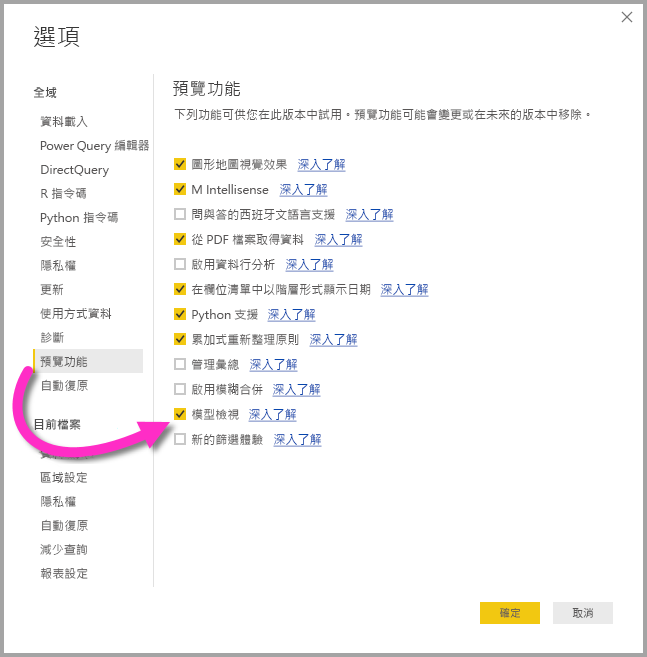 選項
全域
資料載入
Power Query 編輯器
DirectQuery
R 指令碼
Python 指令碼
安全性
隱私權
更新
使用方式資料
診斷
預覽功能
自動復原
目前檔案
區域設定
隱私權
自動復原
減少查詢
報表設定
預覽功能
下列功能可供您在此版本中試用。預覽功能可能會變更或在未來的版本中移除。
圖形地圖視覺效果 深入了解
M Intellisense 深入了解
問與答的西班牙文語言支援 深入了解
從 PDF 檔案取得資料 深入了解
啟用資料行分析 深入了解
在欄位清單中以階層形式顯示日期 深入了解
Python 支援 深入了解
累加式重新整理原則 深入了解
管理彙總 深入了解
啟用模糊合併 深入了解
模型檢視 深入了解
新的篩選體驗 深入了解
確定
取消